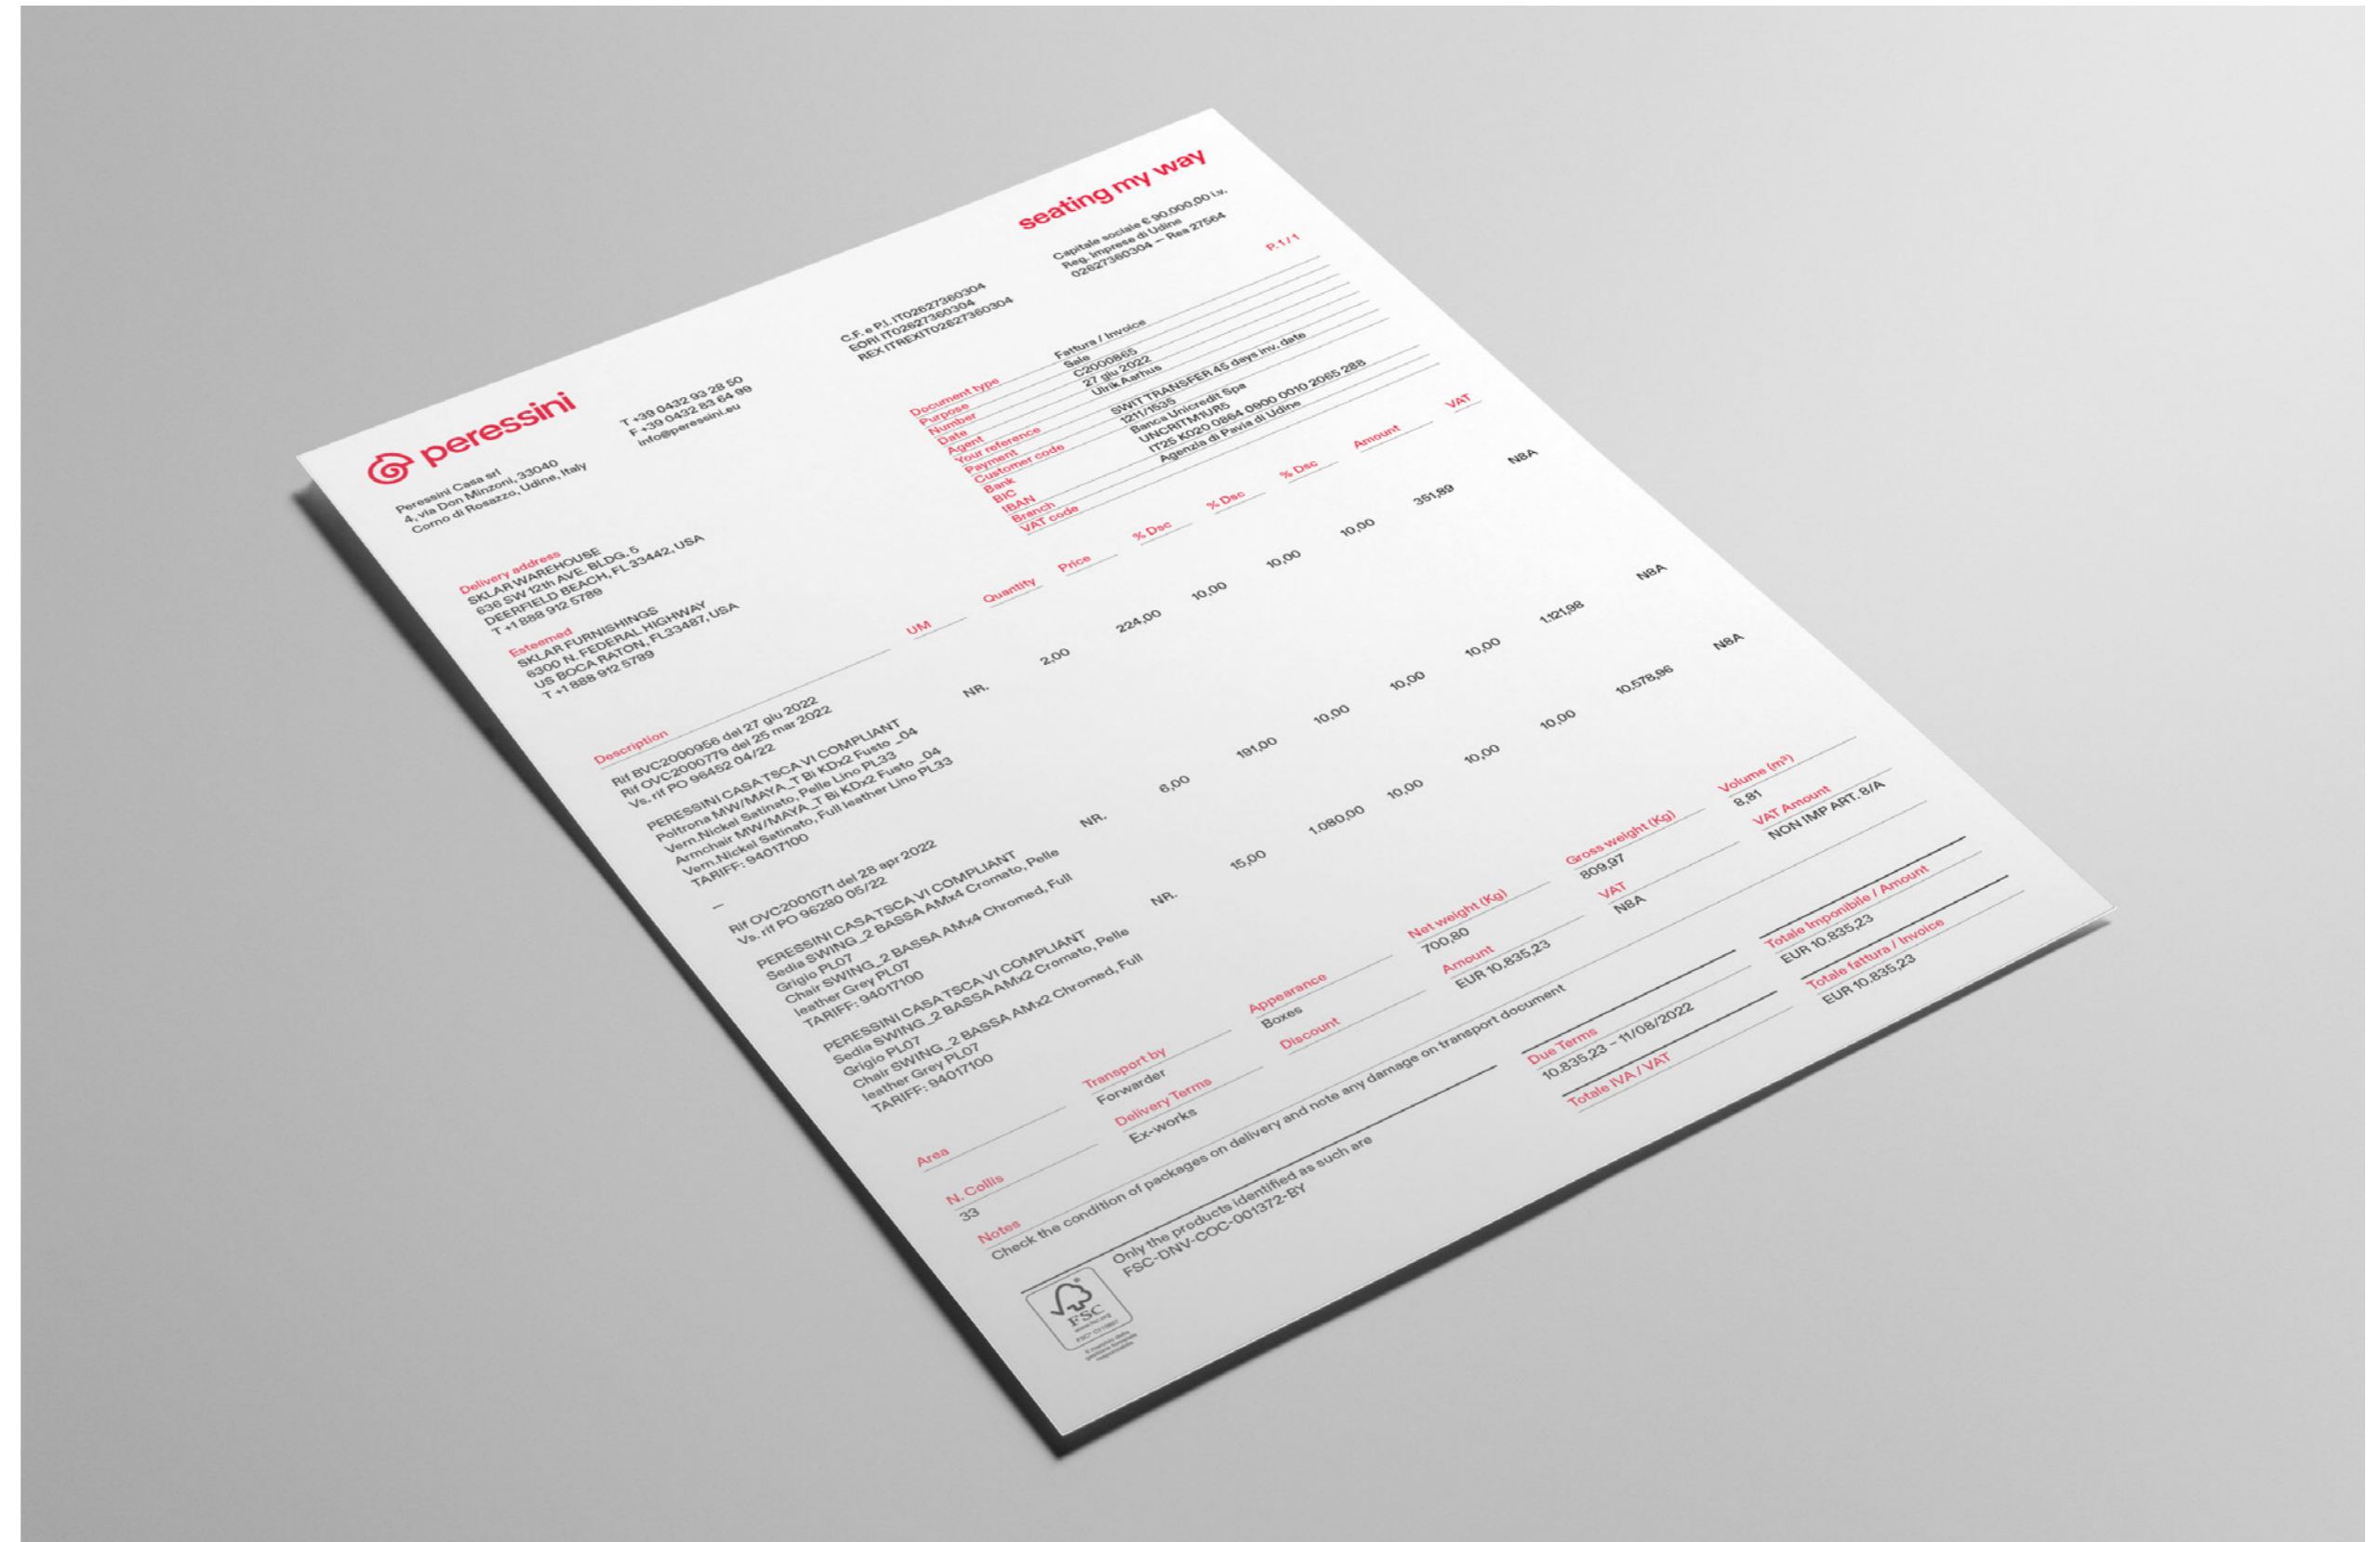 peressini
seating my way
Peressini Casa srl
4, via Don Minzoni, 33040
Corno di Rosazzo, Udine, Italy
T +39 0432 93 28 50
F +39 0432 83 64 99
info@peressini.eu
C.F. e P.I. IT02627360304
EORI IT02627360304
REX ITREXIT02627360304
Capitale sociale € 90.000,00 i.v.
Reg. Imprese di Udine
02627360304 — Rea 27564
P. 1 / 1
Document type Fattura / Invoice
Purpose Sale
Number C2000865
Date 27 giu 2022
Agent Ulrik Aarhus
Your reference
Payment SWIT TRANSFER 45 days inv. date
Customer code 1211/1535
Bank Banca Unicredit Spa
BIC UNCRITM1UR5
IBAN IT25 K020 0864 0900 0010 2065 288
Branch Agenzia di Pavia di Udine
VAT code
Delivery address
SKLAR WAREHOUSE
636 SW 12th AVE. BLDG. 5
DEERFIELD BEACH, FL 33442, USA
T +1 888 912 5789
Esteemed
SKLAR FURNISHINGS
6300 N. FEDERAL HIGHWAY
US BOCA RATON, FL33487, USA
T +1 888 912 5789
Description UM Quantity Price % Dsc % Dsc % Dsc Amount VAT
Rif BVC2000956 del 27 giu 2022
Rif OVC2000779 del 25 mar 2022
Vs. rif PO 96452 04/22
PERESSINI CASA TSCA VI COMPLIANT NR. 2,00 224,00 10,00 10,00 10,00 351,89 N8A
Poltrona MW/MAYA_T Bi KDx2 Fusto _04
Vern.Nickel Satinato, Pelle Lino PL33
Armchair MW/MAYA_T Bi KDx2 Fusto _04
Vern.Nickel Satinato, Full leather Lino PL33
TARIFF: 94017100
—
Rif OVC2001071 del 28 apr 2022
Vs. rif PO 96280 05/22
PERESSINI CASA TSCA VI COMPLIANT NR. 6,00 191,00 10,00 10,00 10,00 1.121,98 N8A
Sedia SWING_2 BASSA AMx4 Cromato, Pelle
Grigio PL07
Chair SWING_2 BASSA AMx4 Chromed, Full
leather Grey PL07
TARIFF: 94017100
PERESSINI CASA TSCA VI COMPLIANT NR. 15,00 1.080,00 10,00 10,00 10,00 10.578,96 N8A
Sedia SWING_2 BASSA AMx2 Cromato, Pelle
Grigio PL07
Chair SWING_2 BASSA AMx2 Chromed, Full
leather Grey PL07
TARIFF: 94017100
Area Transport by Appearance Net weight (Kg) Gross weight (Kg) Volume (m³)
Forwarder Boxes 700,80 809,97 8,81
N. Collis Delivery Terms Discount Amount VAT VAT Amount
33 Ex-works EUR 10.835,23 N8A NON IMP ART. 8/A
Notes
Check the condition of packages on delivery and note any damage on transport document
Totale Imponibile / Amount
EUR 10.835,23
Due Terms
10.835,23 – 11/08/2022
Totale fattura / Invoice
EUR 10.835,23
Totale IVA / VAT
Only the products identified as such are
FSC-DNV-COC-001372-BY
FSC
www.fsc.org